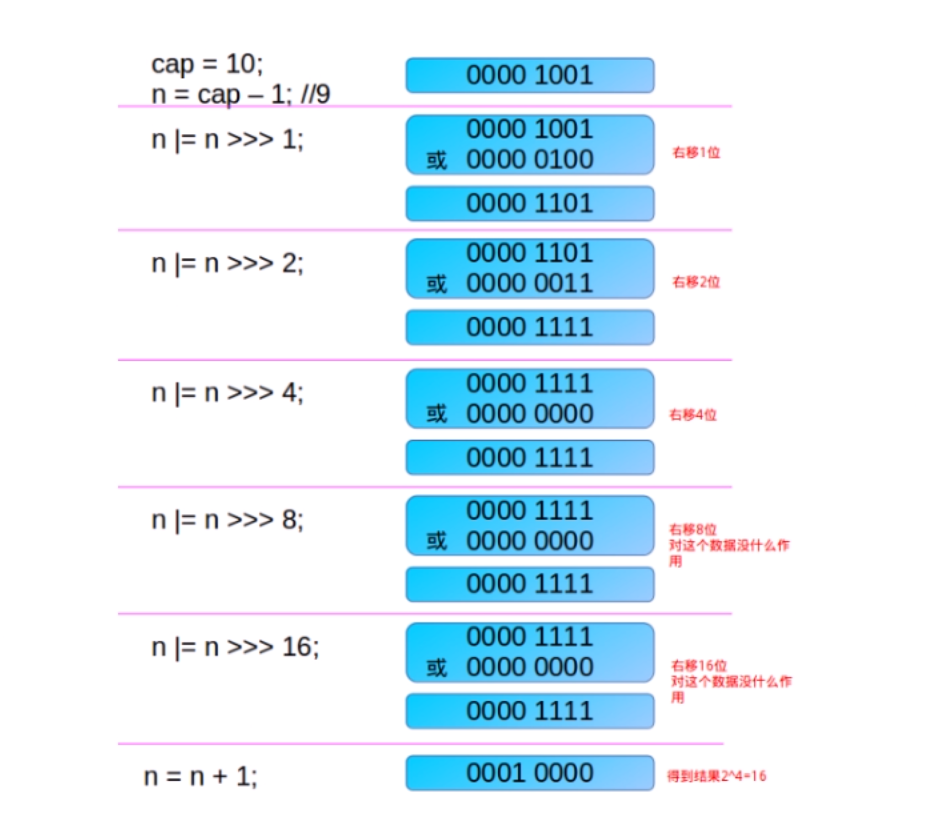 cap = 10;
n = cap – 1; //9
0000 1001
n |= n >>> 1;
0000 1001
或 0000 0100
右移1位
0000 1101
n |= n >>> 2;
0000 1101
或 0000 0011
右移2位
0000 1111
n |= n >>> 4;
0000 1111
或 0000 0000
右移4位
0000 1111
n |= n >>> 8;
0000 1111
或 0000 0000
右移8位
对这个数据没什么作
用
0000 1111
n |= n >>> 16;
0000 1111
或 0000 0000
右移16位
对这个数据没什么作
用
0000 1111
n = n + 1;
0001 0000
得到结果2^4=16